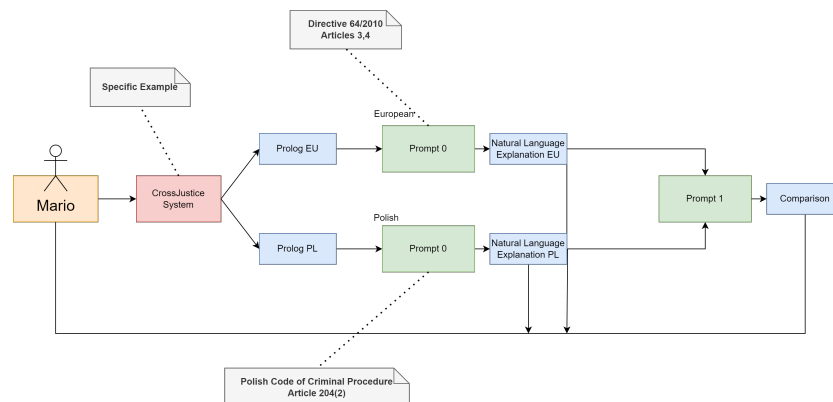 Directive 64/2010
Articles 3,4
Specific Example
European
Prolog EU
Prompt 0
Natural Language
Explanation EU
Mario
CrossJustice
System
Prompt 1
Comparison
Polish
Prolog PL
Prompt 0
Natural Language
Explanation PL
Polish Code of Criminal Procedure
Article 204(2)